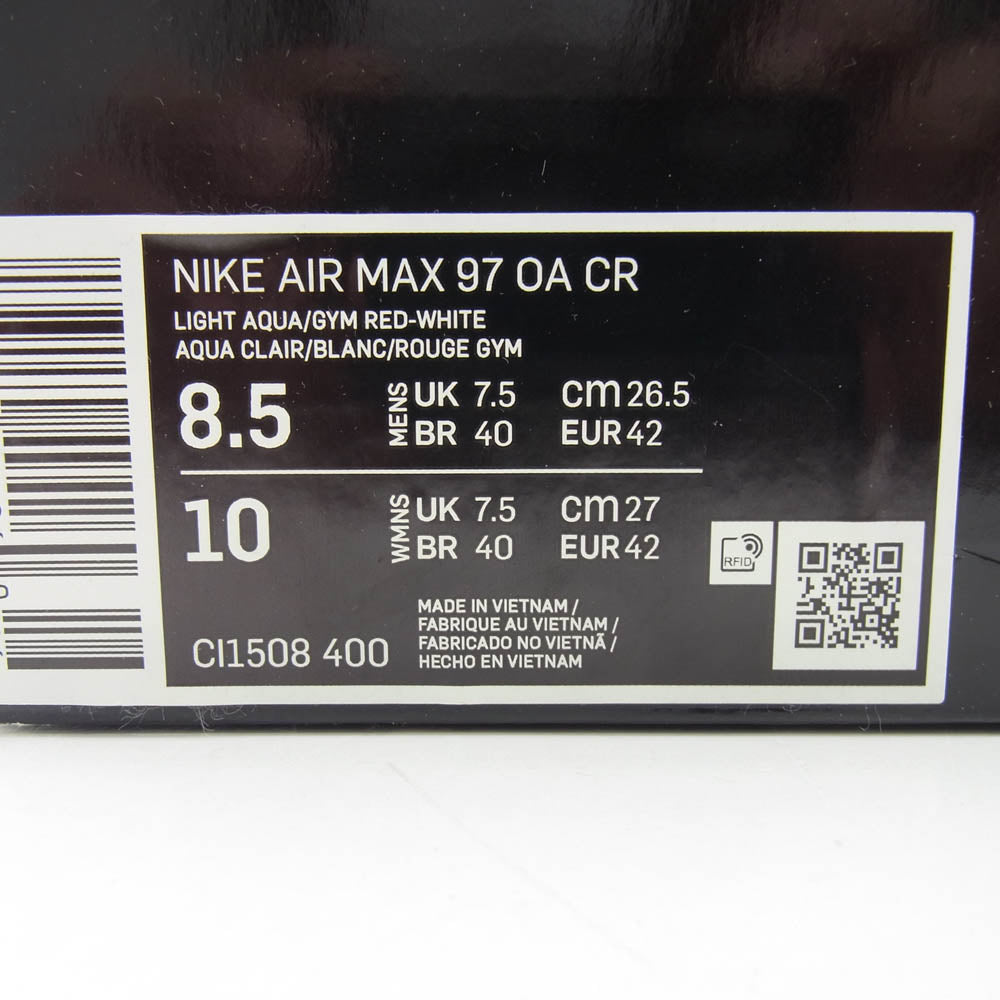 NIKE AIR MAX 97 OA CR
LIGHT AQUA/GYM RED-WHITE
AQUA CLAIR/BLANC/ROUGE GYM
8.5 MENS UK 7.5 cm 26.5
BR 40 EUR 42
10 WMNS UK 7.5 cm 27
BR 40 EUR 42
RFID
CI1508 400
MADE IN VIETNAM /
FABRIQUE AU VIETNAM /
FABRICADO NO VIETNÃ /
HECHO EN VIETNAM